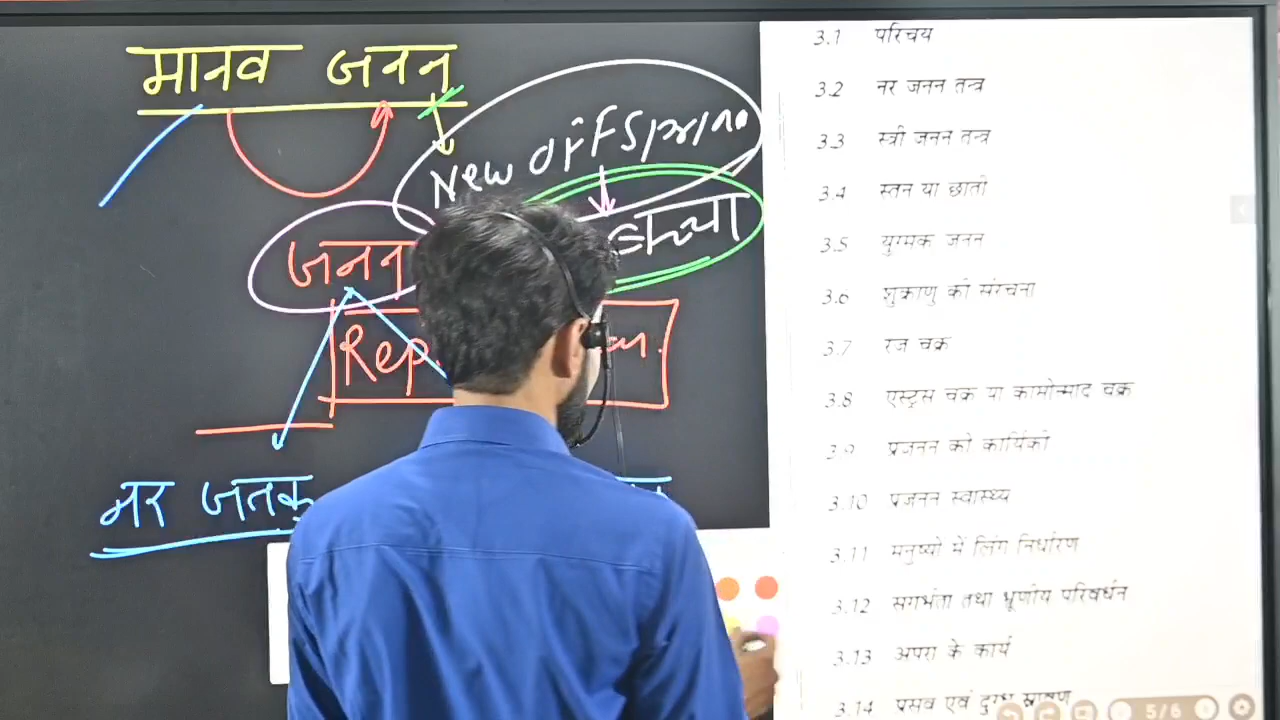 मानव जनन
New offspring
बच्चा
जनन
Rep
नर जनक
3.1 परिचय
3.2 नर जनन तन्त्र
3.3 स्त्री जनन तन्त्र
3.4 स्तन या छाती
3.5 युग्मक जनन
3.6 शुक्राणु की संरचना
3.7 रज चक्र
3.8 एस्ट्रस चक्र या कामोन्माद चक्र
3.9 प्रजनन की कार्यिकी
3.10 प्रजनन स्वास्थ्य
3.11 मनुष्यो में लिंग निर्धारण
3.12 सगर्भता तथा भ्रूणीय परिवर्धन
3.13 अपरा के कार्य
3.14 प्रसव एवं दुग्ध स्रावण
5/6